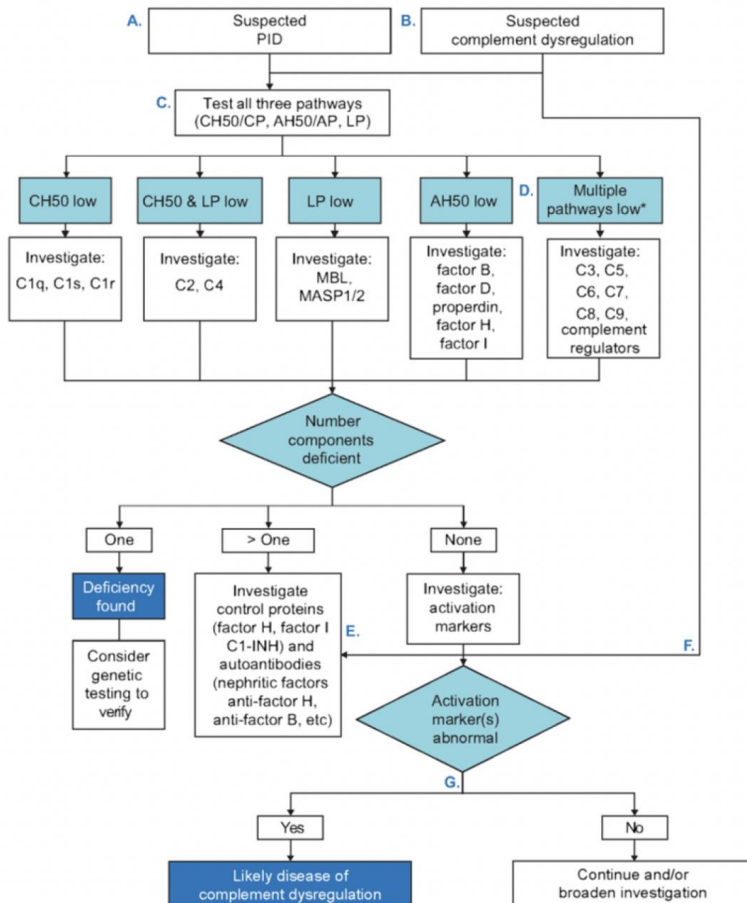 A.
Suspected
PID
B.
Suspected
complement dysregulation
C.
Test all three pathways
(CH50/CP, AH50/AP, LP)
CH50 low
CH50 & LP low
LP low
AH50 low
D.
Multiple
pathways low*
Investigate:
C1q, C1s, C1r
Investigate:
C2, C4
Investigate:
MBL,
MASP1/2
Investigate:
factor B,
factor D,
properdin,
factor H,
factor I
Investigate:
C3, C5,
C6, C7,
C8, C9,
complement
regulators
Number
components
deficient
One
> One
None
Deficiency
found
Consider
genetic
testing to
verify
Investigate
control proteins
(factor H, factor I
C1-INH) and
autoantibodies
(nephritic factors
anti-factor H,
anti-factor B, etc)
E.
Investigate:
activation
markers
F.
Activation
marker(s)
abnormal
G.
Yes
No
Likely disease of
complement dysregulation
Continue and/or
broaden investigation